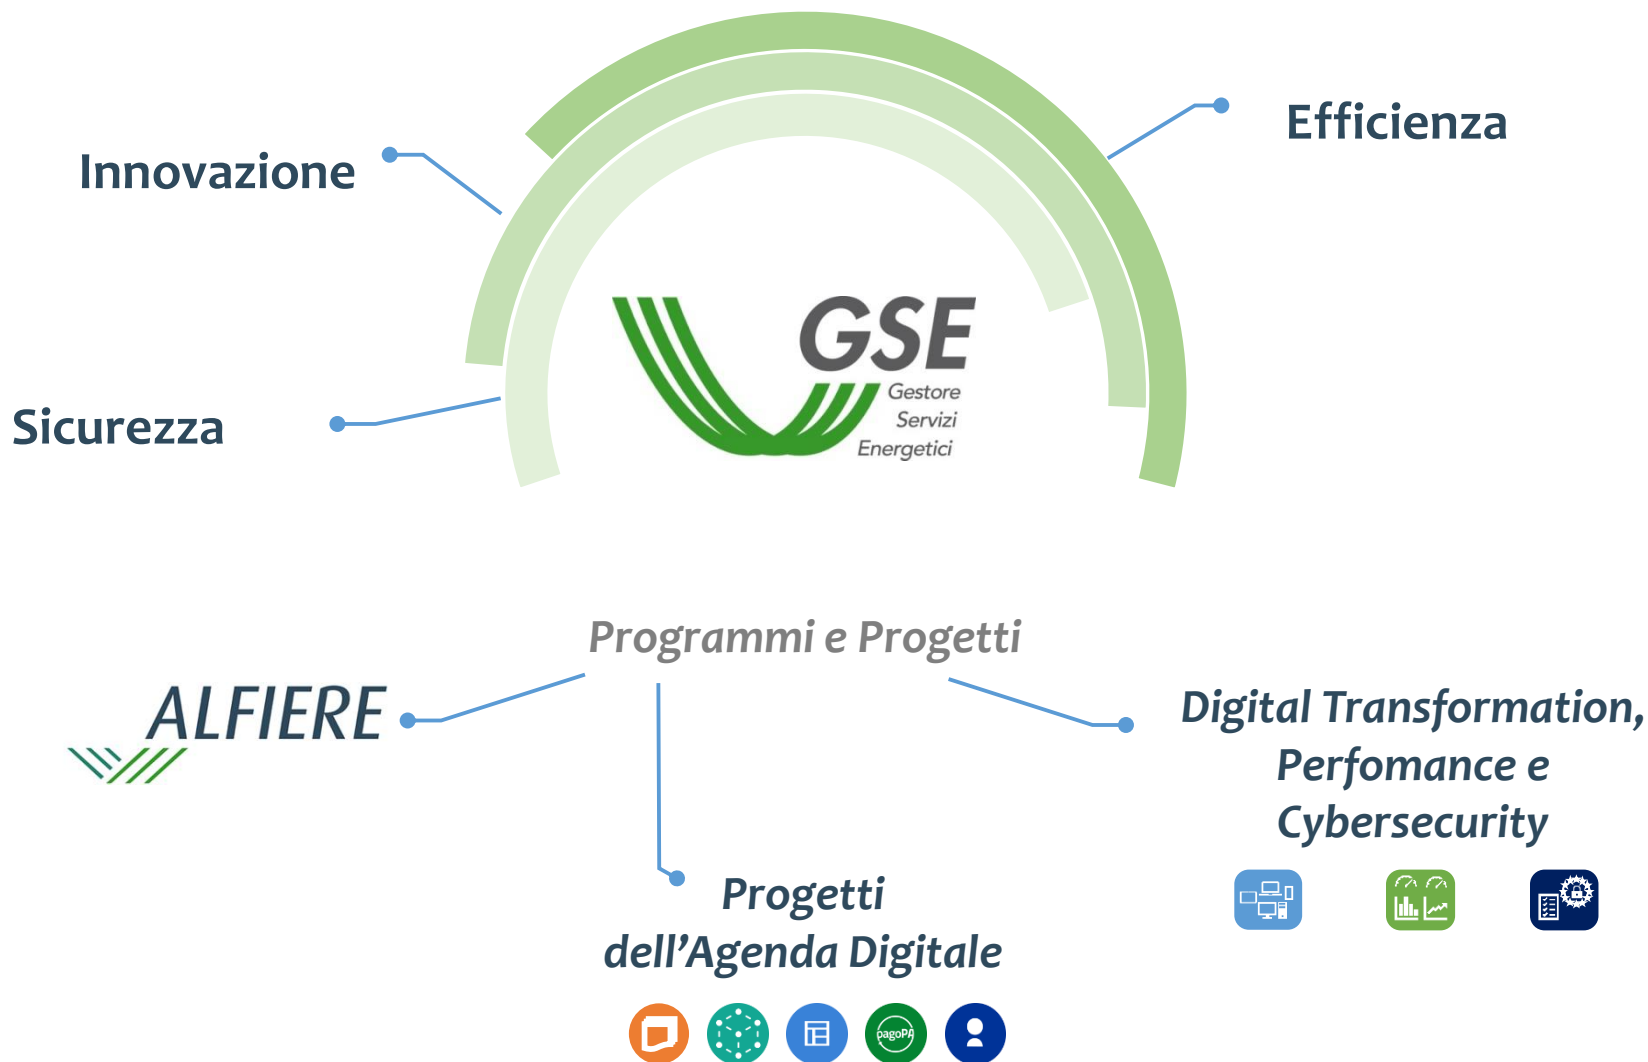 Efficienza
Innovazione
GSE
Gestore
Servizi
Energetici
Sicurezza
Programmi e Progetti
ALFIERE
Digital Transformation,
Perfomance e
Cybersecurity
Progetti
dell’Agenda Digitale
pagoPA